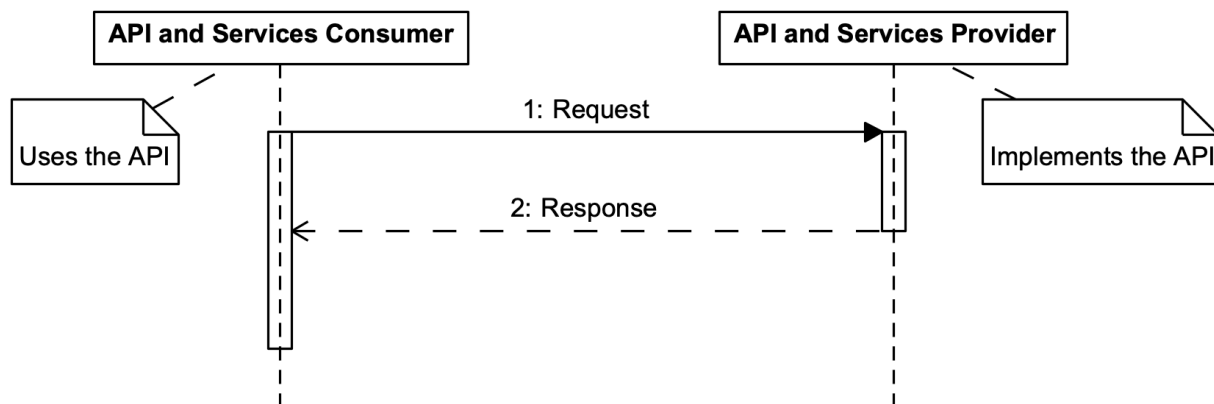 API and Services Consumer
API and Services Provider
1: Request
Uses the API
Implements the API
2: Response